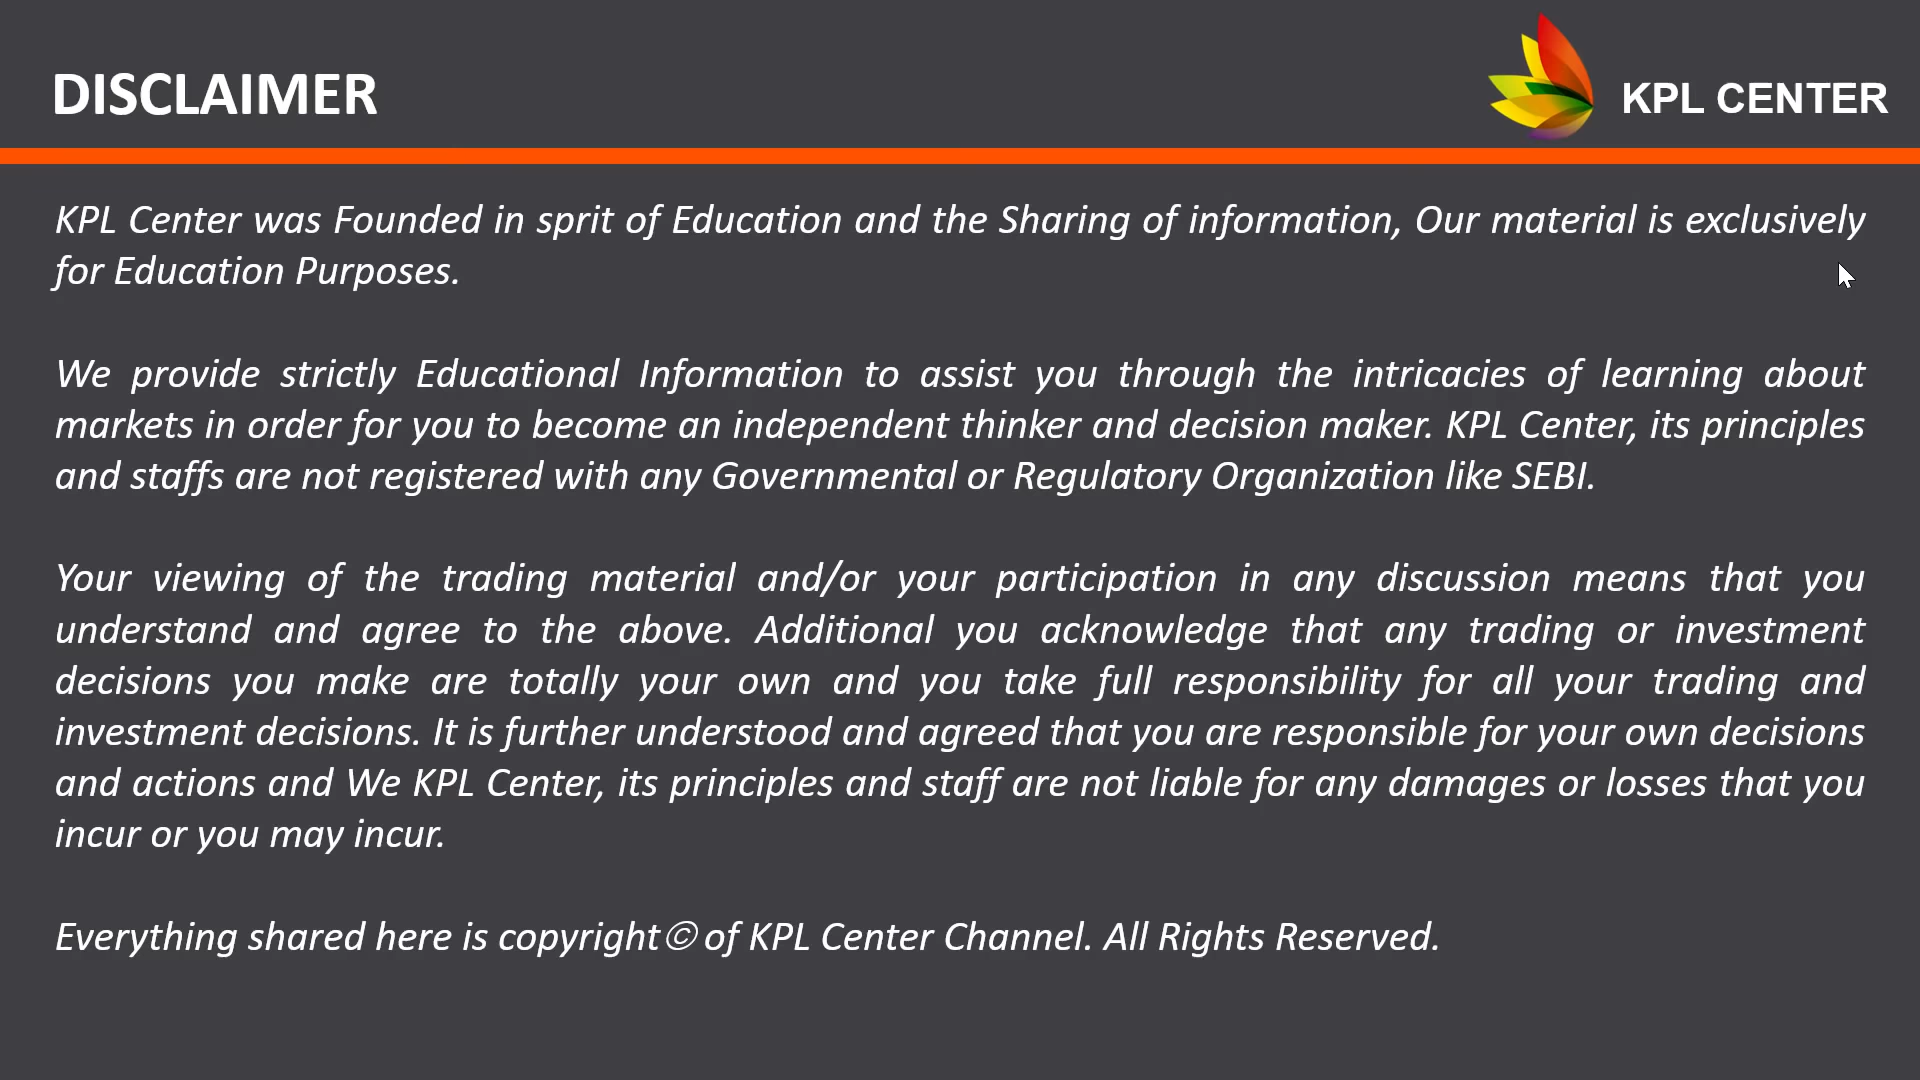 DISCLAIMER
KPL CENTER
KPL Center was Founded in sprit of Education and the Sharing of information, Our material is exclusively
for Education Purposes.
We provide strictly Educational Information to assist you through the intricacies of learning about
markets in order for you to become an independent thinker and decision maker. KPL Center, its principles
and staffs are not registered with any Governmental or Regulatory Organization like SEBI.
Your viewing of the trading material and/or your participation in any discussion means that you
understand and agree to the above. Additional you acknowledge that any trading or investment
decisions you make are totally your own and you take full responsibility for all your trading and
investment decisions. It is further understood and agreed that you are responsible for your own decisions
and actions and We KPL Center, its principles and staff are not liable for any damages or losses that you
incur or you may incur.
Everything shared here is copyright© of KPL Center Channel. All Rights Reserved.